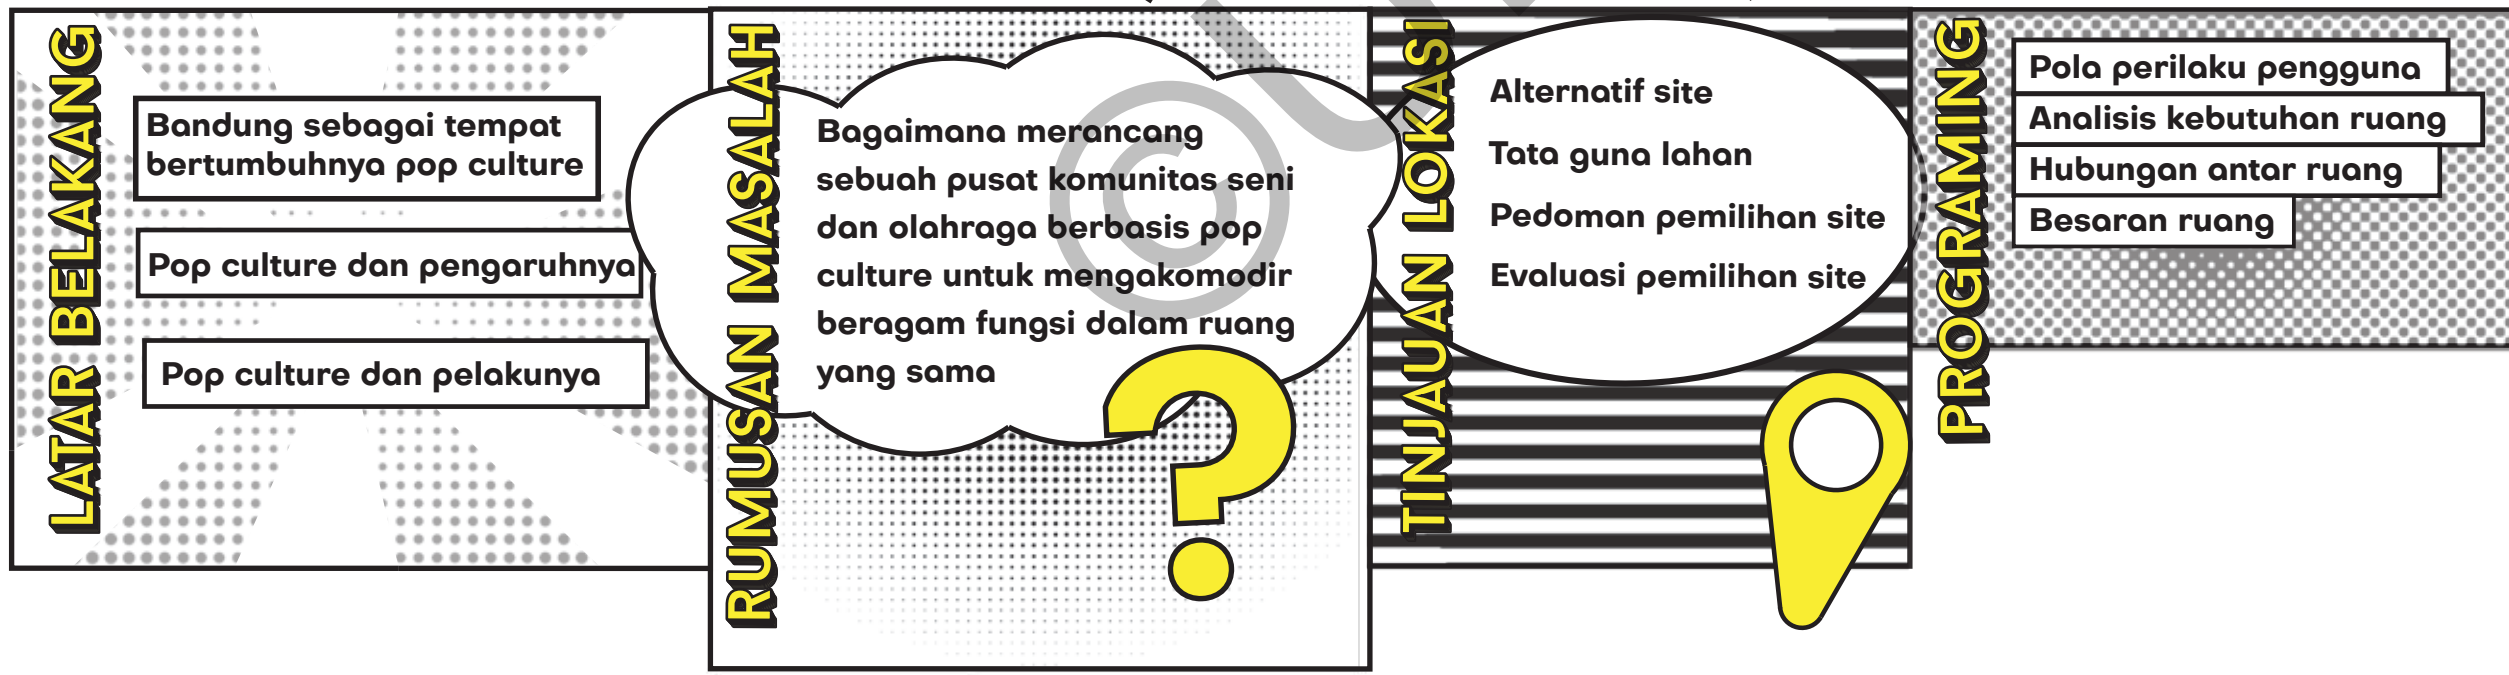 LATAR BELAKANG
Bandung sebagai tempat
bertumbuhnya pop culture
Pop culture dan pengaruhnya
Pop culture dan pelakunya
RUMUSAN MASALAH
Bagaimana merancang
sebuah pusat komunitas seni
dan olahraga berbasis pop
culture untuk mengakomodir
beragam fungsi dalam ruang
yang sama
?
TINJAUAN LOKASI
Alternatif site
Tata guna lahan
Pedoman pemilihan site
Evaluasi pemilihan site
PROGRAMING
Pola perilaku pengguna
Analisis kebutuhan ruang
Hubungan antar ruang
Besaran ruang
©